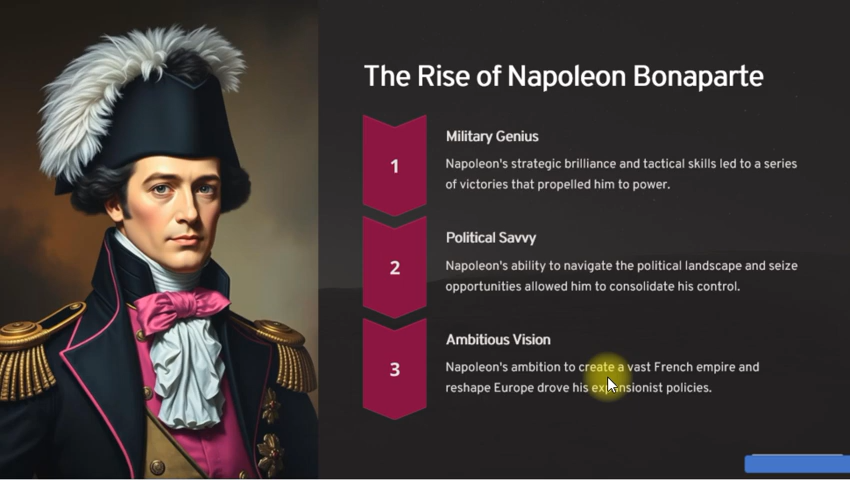 The Rise of Napoleon Bonaparte
1
Military Genius
Napoleon's strategic brilliance and tactical skills led to a series
of victories that propelled him to power.
2
Political Savvy
Napoleon's ability to navigate the political landscape and seize
opportunities allowed him to consolidate his control.
3
Ambitious Vision
Napoleon's ambition to create a vast French empire and
reshape Europe drove his expansionist policies.